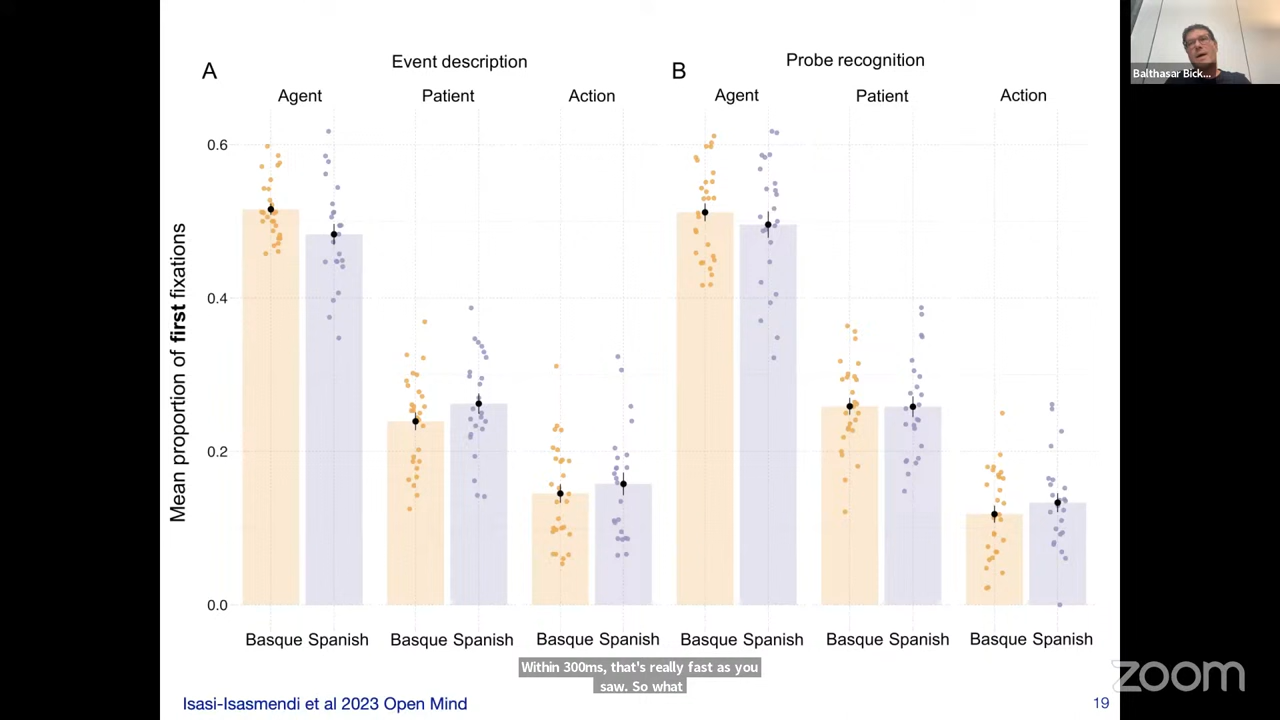 A
Event description
B
Probe recognition
Agent
Patient
Action
Agent
Patient
Action
0.6
0.4
0.2
0.0
Mean proportion of first fixations
Basque Spanish
Basque Spanish
Basque Spanish
Basque Spanish
Basque Spanish
Basque Spanish
Within 300ms, that's really fast as you
saw. So what
Isasi-Isasmendi et al 2023 Open Mind
19
Balthasar Bick...
zoom